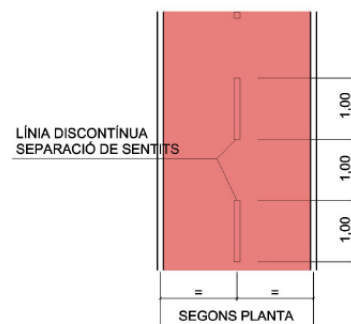 LÍNIA DISCONTÍNUA
SEPARACIÓ DE SENTITS
1,00
1,00
1,00
= =
SEGONS PLANTA